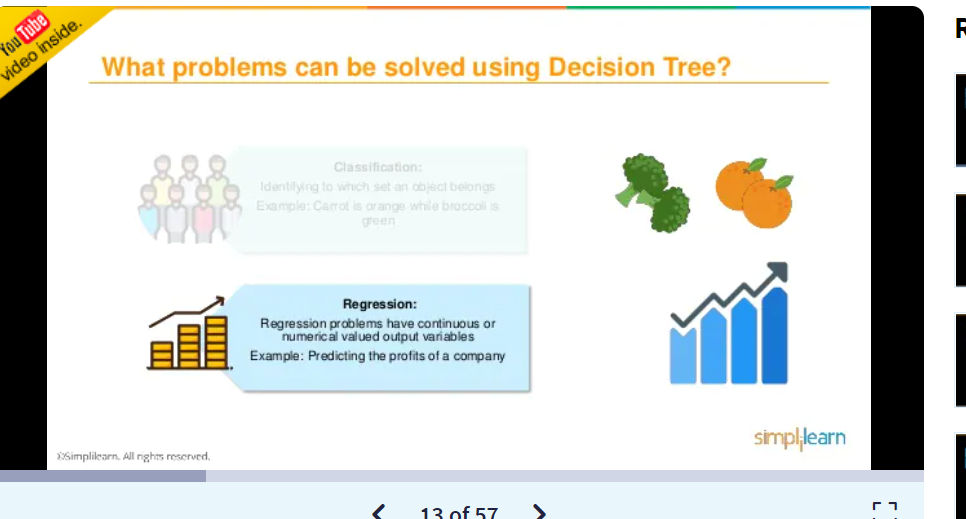 You Tube
video inside.
What problems can be solved using Decision Tree?
Classification:
Identifying to which set an object belongs
Example: Carrot is orange while broccoli is
green
Regression:
Regression problems have continuous or
numerical valued output variables
Example: Predicting the profits of a company
simplilearn
©Simplilearn. All rights reserved.
13 of 57
R